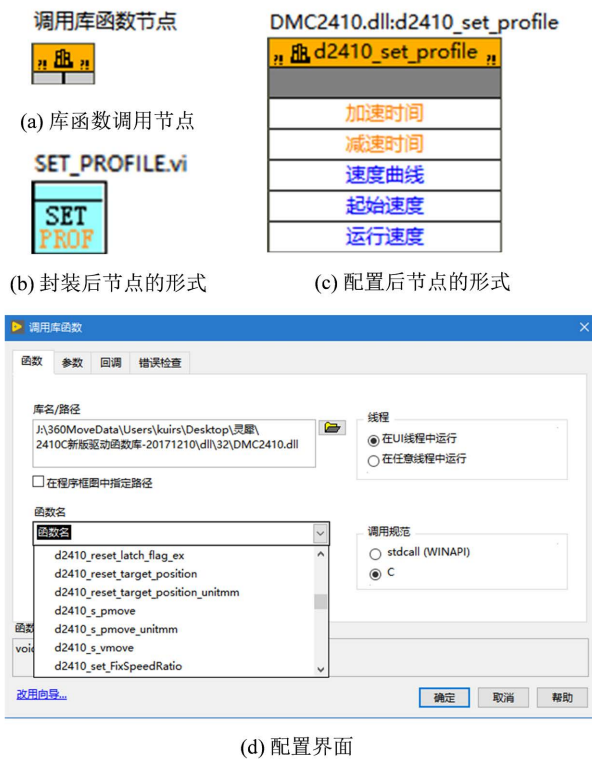 调用库函数节点
DMC2410.dll:d2410_set_profile
?! ?!
?! d2410_set_profile ?!
加速时间
减速时间
速度曲线
起始速度
运行速度
(a) 库函数调用节点
SET_PROFILE.vi
SET
PROF
(b) 封装后节点的形式
(c) 配置后节点的形式
调用库函数
函数 参数 回调 错误检查
库名/路径
J:\360MoveData\Users\kuirs\Desktop\灵犀\
2410C新版驱动函数库-20171210\dll\32\DMC2410.dll
在程序框图中指定路径
线程
在UI线程中运行
在任意线程中运行
函数名
函数名
d2410_reset_latch_flag_ex
d2410_reset_target_position
d2410_reset_target_position_unitmm
d2410_s_pmove
d2410_s_pmove_unitmm
d2410_s_vmove
d2410_set_FixSpeedRatio
调用规范
stdcall (WINAPI)
C
函数
void
改用向导...
确定 取消 帮助
(d) 配置界面